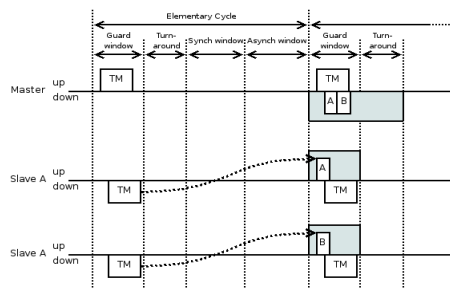 Elementary Cycle
Guard window
Turn-around
Synch window
Asynch window
Guard window
Turn-around
Master
up
down
TM
TM
A
B
Slave A
up
down
TM
A
TM
Slave A
up
down
TM
B
TM